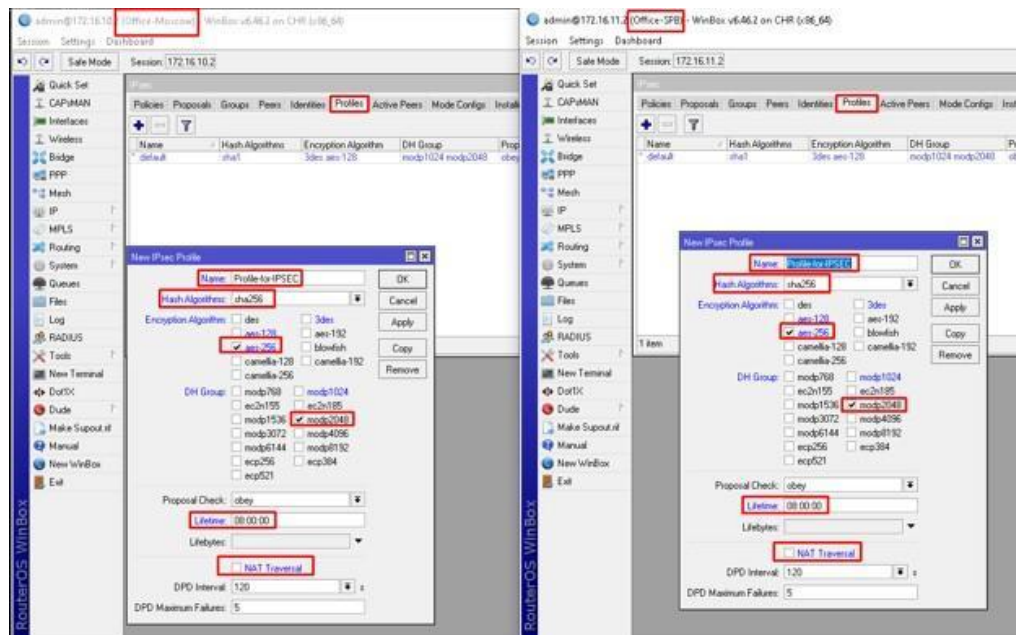 admin@172.16.10.2 (Office-Moscow) - WinBox v6.46.2 on CHR (x86_64)
Session Settings Dashboard
Safe Mode Session: 172.16.10.2
Quick Set
CAPsMAN
Interfaces
Wireless
Bridge
PPP
Mesh
IP
MPLS
Routing
System
Queues
Files
Log
RADIUS
Tools
New Terminal
Dot1X
Dude
Make Supout.rif
Manual
New WinBox
Exit
RouterOS WinBox
IPsec
Policies Proposals Groups Peers Identities Profiles Active Peers Mode Configs
Name Hash Algorithms Encryption Algorithm DH Group
* default sha1 3des aes-128 modp1024 modp2048 obey
New IPsec Profile
Name: Profile-for-IPSEC OK
Hash Algorithms: sha256 Cancel
Encryption Algorithm: des 3des Apply
aes-128 aes-192
aes-256 blowfish Copy
camellia-128 camellia-192 Remove
camellia-256
DH Group: modp768 modp1024
ec2n155 ec2n185
modp1536 modp2048
modp3072 modp4096
modp6144 modp8192
ecp256 ecp384
ecp521
Proposal Check: obey
Lifetime: 08:00:00
Lifebytes:
NAT Traversal
DPD Interval: 120 s
DPD Maximum Failures: 5
admin@172.16.11.2 (Office-SPB) - WinBox v6.46.2 on CHR (x86_64)
Session Settings Dashboard
Safe Mode Session: 172.16.11.2
Quick Set
CAPsMAN
Interfaces
Wireless
Bridge
PPP
Mesh
IP
MPLS
Routing
System
Queues
Files
Log
RADIUS
Tools
New Terminal
Dot1X
Dude
Make Supout.rif
Manual
New WinBox
Exit
RouterOS WinBox
IPsec
Policies Proposals Groups Peers Identities Profiles Active Peers Mode Configs
Name Hash Algorithms Encryption Algorithm DH Group
* default sha1 3des aes-128 modp1024 modp2048
1 item
New IPsec Profile
Name: Profile-for-IPSEC OK
Hash Algorithms: sha256 Cancel
Encryption Algorithm: des 3des Apply
aes-128 aes-192
aes-256 blowfish Copy
camellia-128 camellia-192 Remove
camellia-256
DH Group: modp768 modp1024
ec2n155 ec2n185
modp1536 modp2048
modp3072 modp4096
modp6144 modp8192
ecp256 ecp384
ecp521
Proposal Check: obey
Lifetime: 08:00:00
Lifebytes:
NAT Traversal
DPD Interval: 120 s
DPD Maximum Failures: 5